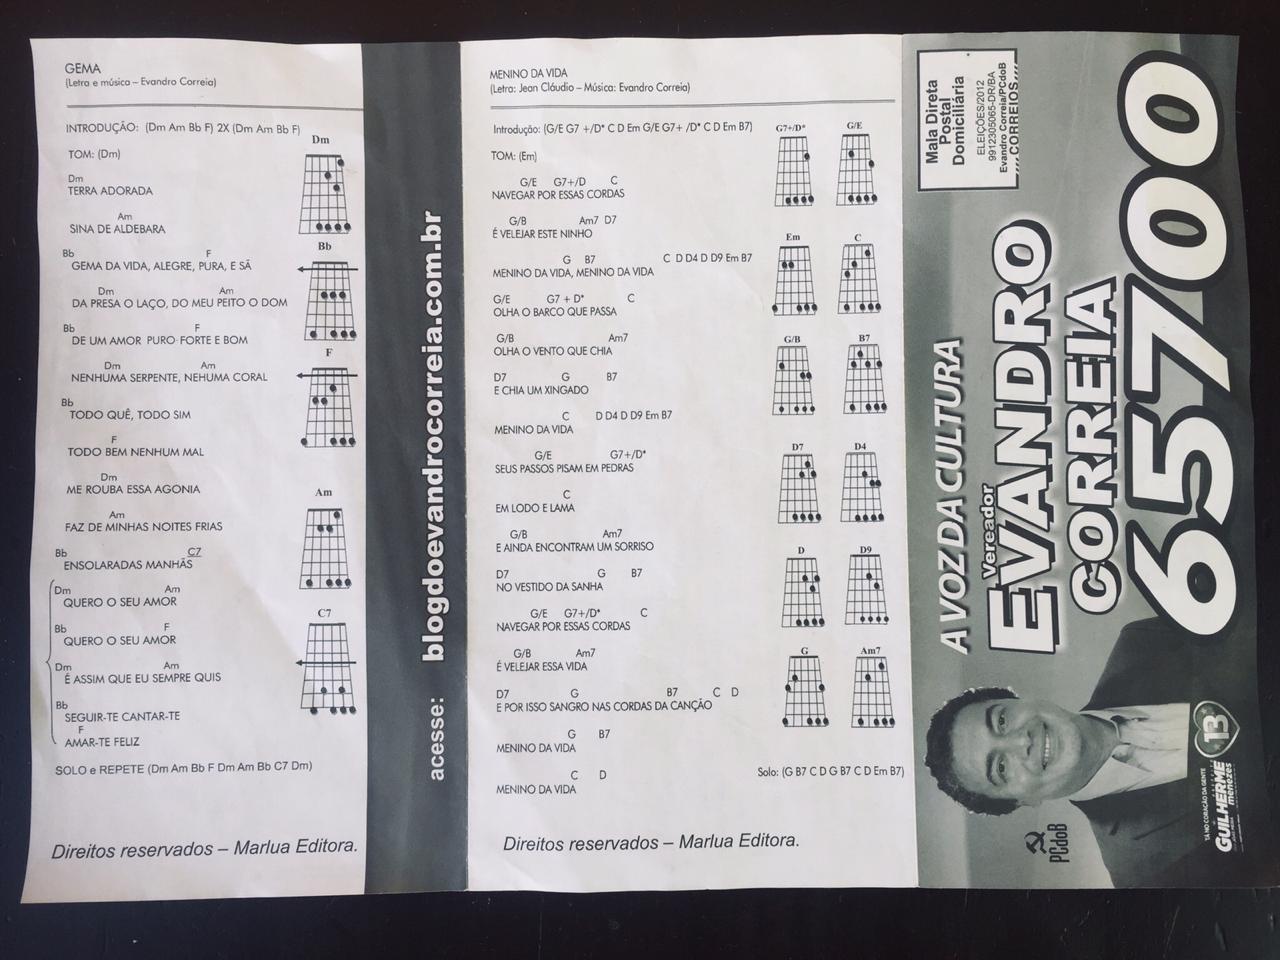 GEMA
(Letra e música – Evandro Correia)
INTRODUÇÃO: (Dm Am Bb F) 2X (Dm Am Bb F)
TOM: (Dm)
Dm
TERRA ADORADA
Am
SINA DE ALDEBARA
Bb F
GEMA DA VIDA, ALEGRE, PURA, E SÃ
Dm Am
DA PRESA O LAÇO, DO MEU PEITO O DOM
Bb F
DE UM AMOR PURO FORTE E BOM
Dm Am
NENHUMA SERPENTE, NEHUMA CORAL
Bb
TODO QUÊ, TODO SIM
F
TODO BEM NENHUM MAL
Dm
ME ROUBA ESSA AGONIA
Am
FAZ DE MINHAS NOITES FRIAS
Bb C7
ENSOLARADAS MANHÃS
Dm Am
QUERO O SEU AMOR
Bb F
QUERO O SEU AMOR
Dm Am
É ASSIM QUE EU SEMPRE QUIS
Bb
SEGUIR-TE CANTAR-TE
F
AMAR-TE FELIZ
SOLO e REPETE (Dm Am Bb F Dm Am Bb C7 Dm)
Direitos reservados – Marlua Editora.
Dm
Bb
F
Am
C7
acesse: blogdoevandrocorreia.com.br
MENINO DA VIDA
(Letra: Jean Cláudio – Música: Evandro Correia)
Introdução: (G/E G7 +/D* C D Em G/E G7+ /D* C D Em B7)
TOM: (Em)
G/E G7+/D C
NAVEGAR POR ESSAS CORDAS
G/B Am7 D7
É VELEJAR ESTE NINHO
G B7 C D D4 D D9 Em B7
MENINO DA VIDA, MENINO DA VIDA
G/E G7 + D* C
OLHA O BARCO QUE PASSA
G/B Am7
OLHA O VENTO QUE CHIA
D7 G B7
E CHIA UM XINGADO
C D D4 D D9 Em B7
MENINO DA VIDA
G/E G7+/D*
SEUS PASSOS PISAM EM PEDRAS
C
EM LODO E LAMA
G/B Am7
E AINDA ENCONTRAM UM SORRISO
D7 G B7
NO VESTIDO DA SANHA
G/E G7+/D* C
NAVEGAR POR ESSAS CORDAS
G/B Am7
É VELEJAR ESSA VIDA
D7 G B7 C D
E POR ISSO SANGRO NAS CORDAS DA CANÇÃO
G B7
MENINO DA VIDA
C D
MENINO DA VIDA
Solo: (G B7 C D G B7 C D Em B7)
Direitos reservados – Marlua Editora.
G7+/D* G/E
Em C
G/B B7
D7 D4
D D9
G Am7
Mala Direta
Postal
Domiciliária
ELEIÇÕES/2012
9912305065-DR/BA
Evandro Correia/PCdoB
CORREIOS
A VOZ DA CULTURA
Vereador
EVANDRO
CORREIA
65700
PCdoB
13
TÁ NO CORAÇÃO DA GENTE
GUILHERME
menezes